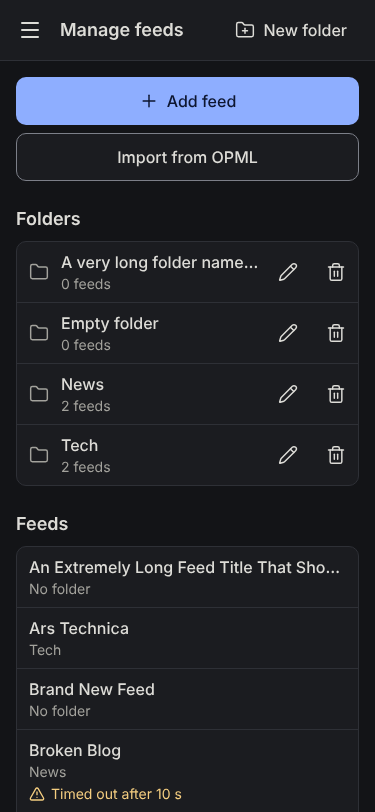 Manage feeds
New folder
Add feed
Import from OPML
Folders
A very long folder name...
0 feeds
Empty folder
0 feeds
News
2 feeds
Tech
2 feeds
Feeds
An Extremely Long Feed Title That Sho...
No folder
Ars Technica
Tech
Brand New Feed
No folder
Broken Blog
News
Timed out after 10 s